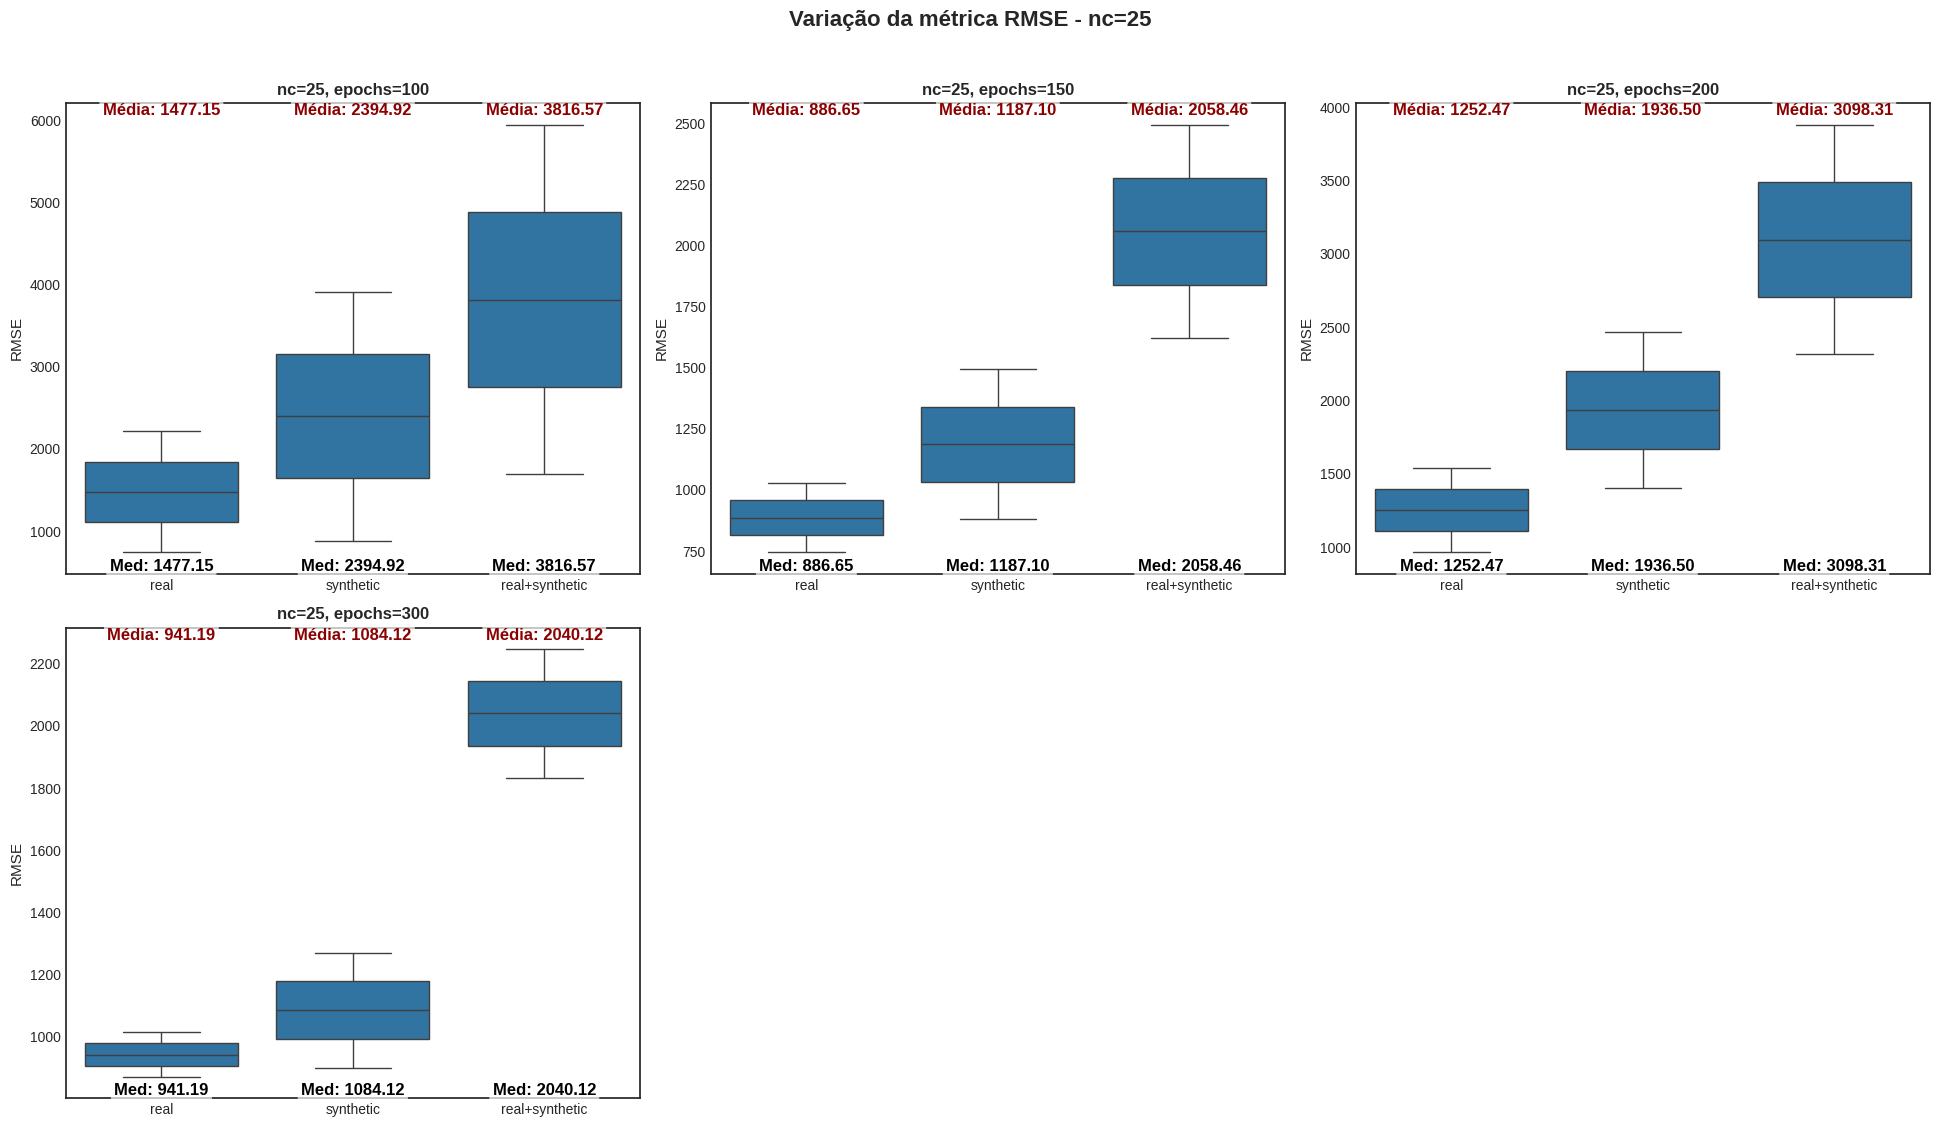 Variação da métrica RMSE - nc=25
nc=25, epochs=100
Média: 1477.15 Média: 2394.92 Média: 3816.57
6000
5000
4000
3000
2000
1000
RMSE
Med: 1477.15 Med: 2394.92 Med: 3816.57
real synthetic real+synthetic
nc=25, epochs=150
Média: 886.65 Média: 1187.10 Média: 2058.46
2500
2250
2000
1750
1500
1250
1000
750
RMSE
Med: 886.65 Med: 1187.10 Med: 2058.46
real synthetic real+synthetic
nc=25, epochs=200
Média: 1252.47 Média: 1936.50 Média: 3098.31
4000
3500
3000
2500
2000
1500
1000
RMSE
Med: 1252.47 Med: 1936.50 Med: 3098.31
real synthetic real+synthetic
nc=25, epochs=300
Média: 941.19 Média: 1084.12 Média: 2040.12
2200
2000
1800
1600
1400
1200
1000
RMSE
Med: 941.19 Med: 1084.12 Med: 2040.12
real synthetic real+synthetic